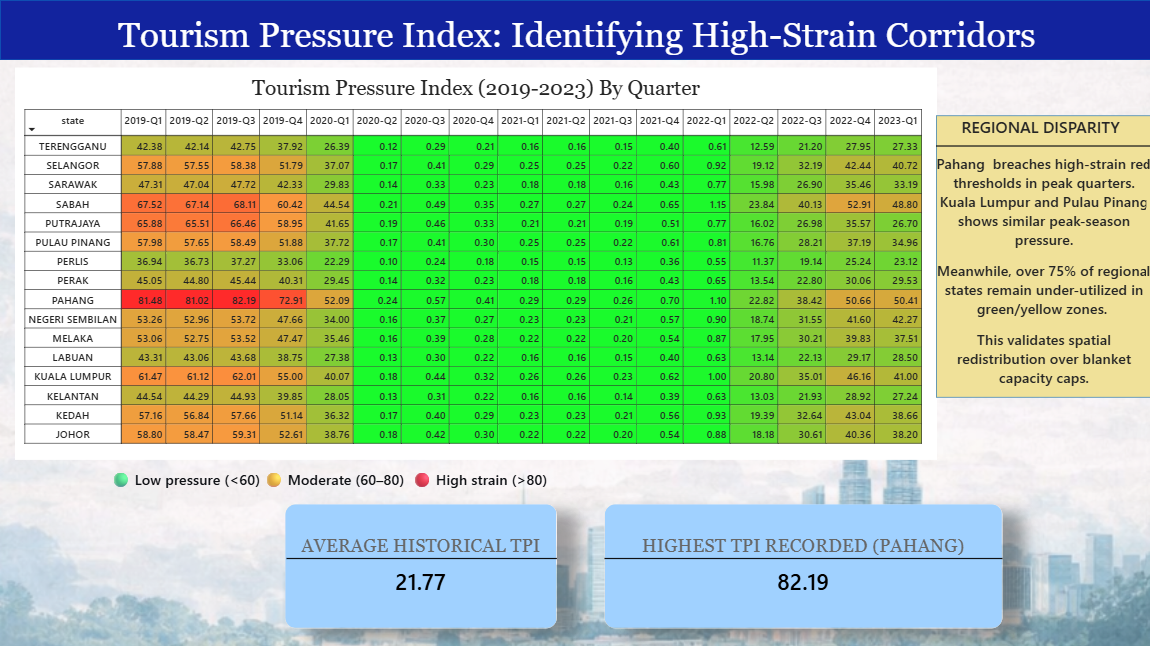 Tourism Pressure Index: Identifying High-Strain Corridors
Tourism Pressure Index (2019-2023) By Quarter
state 2019-Q1 2019-Q2 2019-Q3 2019-Q4 2020-Q1 2020-Q2 2020-Q3 2020-Q4 2021-Q1 2021-Q2 2021-Q3 2021-Q4 2022-Q1 2022-Q2 2022-Q3 2022-Q4 2023-Q1
TERENGGANU 42.38 42.14 42.75 37.92 26.39 0.12 0.29 0.21 0.16 0.16 0.15 0.40 0.61 12.59 21.20 27.95 27.33
SELANGOR 57.88 57.55 58.38 51.79 37.07 0.17 0.41 0.29 0.25 0.25 0.22 0.60 0.92 19.12 32.19 42.44 40.72
SARAWAK 47.31 47.04 47.72 42.33 29.83 0.14 0.33 0.23 0.18 0.18 0.16 0.43 0.77 15.98 26.90 35.46 33.19
SABAH 67.52 67.14 68.11 60.42 44.54 0.21 0.49 0.35 0.27 0.27 0.24 0.65 1.15 23.84 40.13 52.91 48.80
PUTRAJAYA 65.88 65.51 66.46 58.95 41.65 0.19 0.46 0.33 0.21 0.21 0.19 0.51 0.77 16.02 26.98 35.57 26.70
PULAU PINANG 57.98 57.65 58.49 51.88 37.72 0.17 0.41 0.30 0.25 0.25 0.22 0.61 0.81 16.76 28.21 37.19 34.96
PERLIS 36.94 36.73 37.27 33.06 22.29 0.10 0.24 0.18 0.15 0.15 0.13 0.36 0.55 11.37 19.14 25.24 23.12
PERAK 45.05 44.80 45.44 40.31 29.45 0.14 0.32 0.23 0.18 0.18 0.16 0.43 0.65 13.54 22.80 30.06 29.53
PAHANG 81.48 81.02 82.19 72.91 52.09 0.24 0.57 0.41 0.29 0.29 0.26 0.70 1.10 22.82 38.42 50.66 50.41
NEGERI SEMBILAN 53.26 52.96 53.72 47.66 34.00 0.16 0.37 0.27 0.23 0.23 0.21 0.57 0.90 18.74 31.55 41.60 42.27
MELAKA 53.06 52.75 53.52 47.47 35.46 0.16 0.39 0.28 0.22 0.22 0.20 0.54 0.87 17.95 30.21 39.83 37.51
LABUAN 43.31 43.06 43.68 38.75 27.38 0.13 0.30 0.22 0.16 0.16 0.15 0.40 0.63 13.14 22.13 29.17 28.50
KUALA LUMPUR 61.47 61.12 62.01 55.00 40.07 0.18 0.44 0.32 0.26 0.26 0.23 0.62 1.00 20.80 35.01 46.16 41.00
KELANTAN 44.54 44.29 44.93 39.85 28.05 0.13 0.31 0.22 0.16 0.16 0.14 0.39 0.63 13.03 21.93 28.92 27.24
KEDAH 57.16 56.84 57.66 51.14 36.32 0.17 0.40 0.29 0.23 0.23 0.21 0.56 0.93 19.39 32.64 43.04 38.66
JOHOR 58.80 58.47 59.31 52.61 38.76 0.18 0.42 0.30 0.22 0.22 0.20 0.54 0.88 18.18 30.61 40.36 38.20
REGIONAL DISPARITY
Pahang breaches high-strain red
thresholds in peak quarters.
Kuala Lumpur and Pulau Pinang
shows similar peak-season
pressure.
Meanwhile, over 75% of regional
states remain under-utilized in
green/yellow zones.
This validates spatial
redistribution over blanket
capacity caps.
Low pressure (<60) Moderate (60–80) High strain (>80)
AVERAGE HISTORICAL TPI
21.77
HIGHEST TPI RECORDED (PAHANG)
82.19